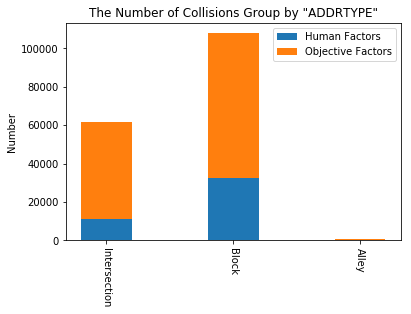 The Number of Collisions Group by "ADDRTYPE"
Human Factors
Objective Factors
Number
100000
80000
60000
40000
20000
0
Intersection
Block
Alley